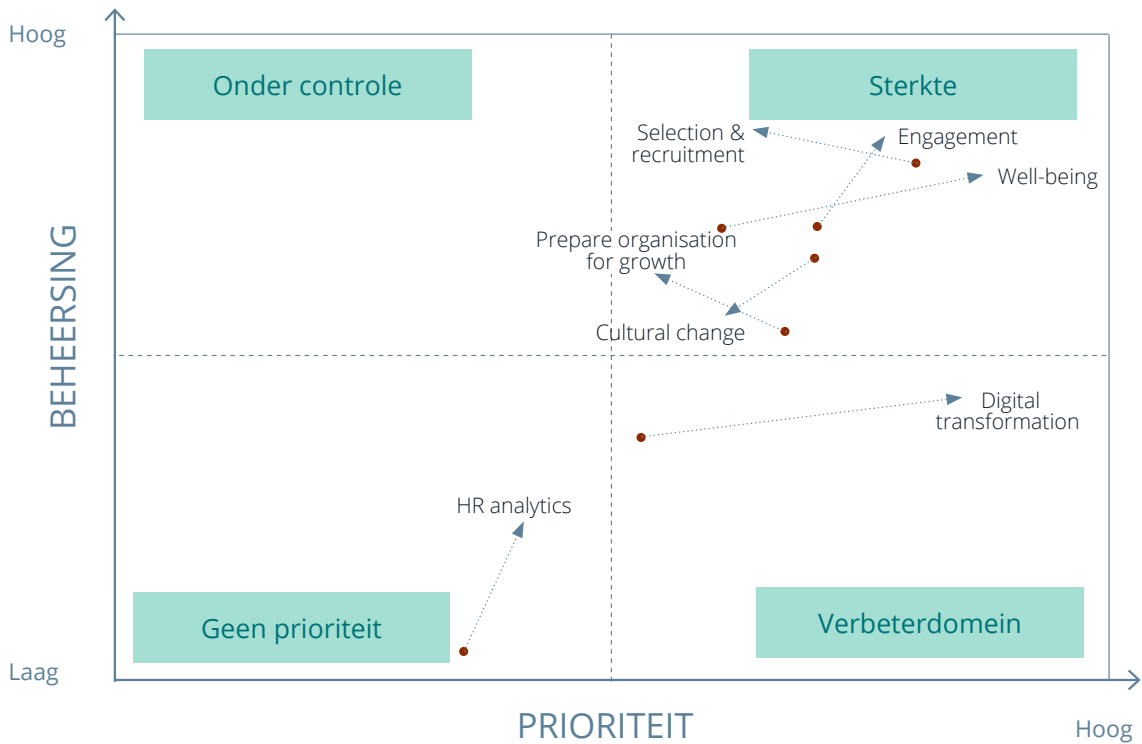 Hoog
Onder controle
Sterkte
Selection &
recruitment
Engagement
Well-being
Prepare organisation
for growth
Cultural change
BEHEERSING
Digital
transformation
HR analytics
Geen prioriteit
Verbeterdomein
Laag
PRIORITEIT
Hoog